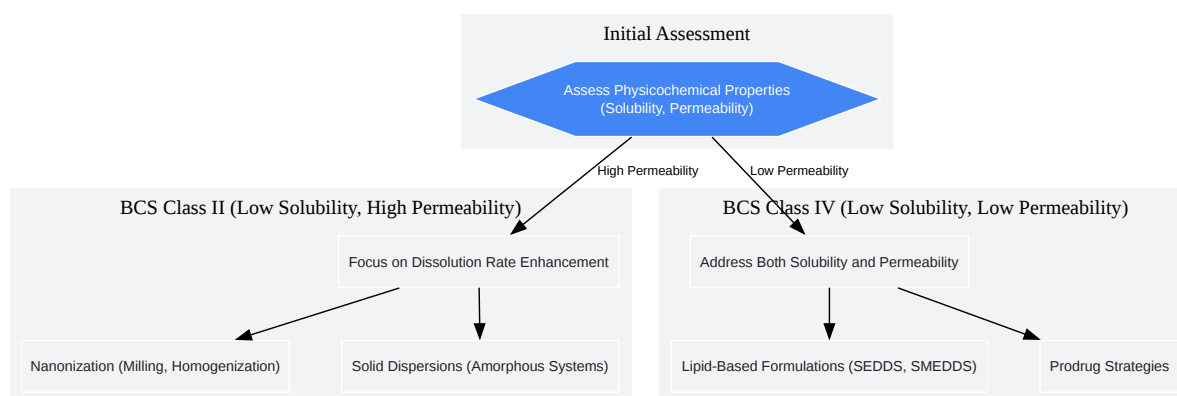 Initial Assessment
Assess Physicochemical Properties
(Solubility, Permeability)
High Permeability
Low Permeability
BCS Class II (Low Solubility, High Permeability)
BCS Class IV (Low Solubility, Low Permeability)
Focus on Dissolution Rate Enhancement
Address Both Solubility and Permeability
Nanonization (Milling, Homogenization)
Solid Dispersions (Amorphous Systems)
Lipid-Based Formulations (SEDDS, SMEDDS)
Prodrug Strategies